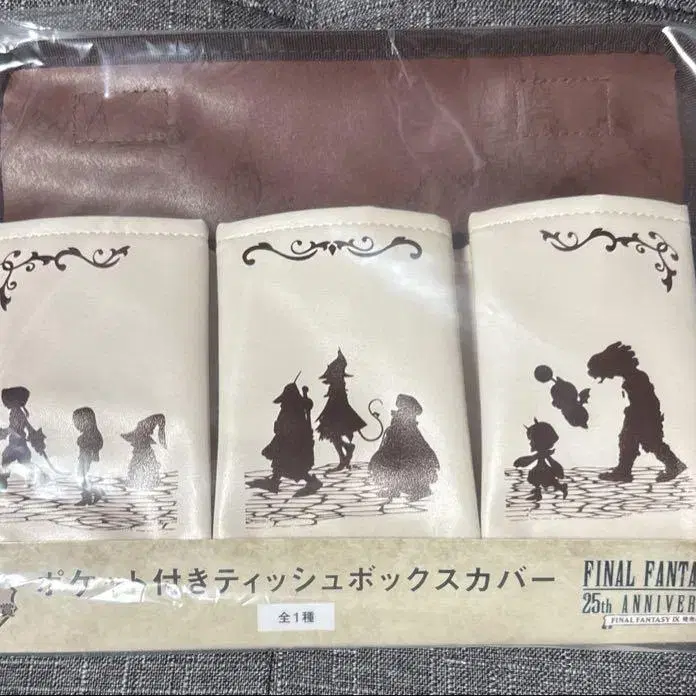 ポケット付きティッシュボックスカバー
全1種
FINAL FANTA
25th ANNIVER
FINAL FANTASY IX